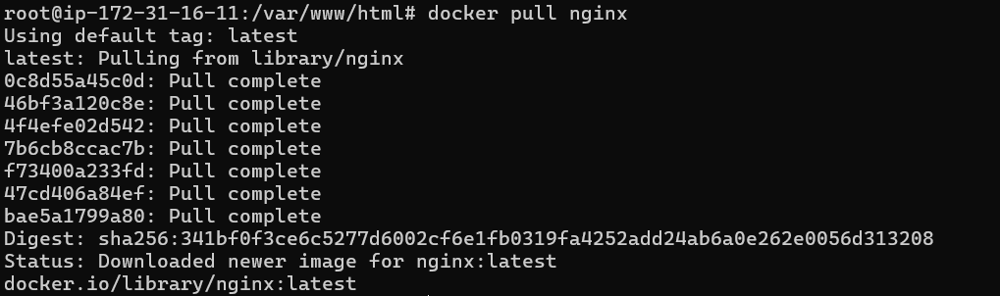 root@ip-172-31-16-11:/var/www/html# docker pull nginx
Using default tag: latest
latest: Pulling from library/nginx
0c8d55a45c0d: Pull complete
46bf3a120c8e: Pull complete
4f4efe02d542: Pull complete
7b6cb8ccac7b: Pull complete
f73400a233fd: Pull complete
47cd406a84ef: Pull complete
bae5a1799a80: Pull complete
Digest: sha256:341bf0f3ce6c5277d6002cf6e1fb0319fa4252add24ab6a0e262e0056d313208
Status: Downloaded newer image for nginx:latest
docker.io/library/nginx:latest